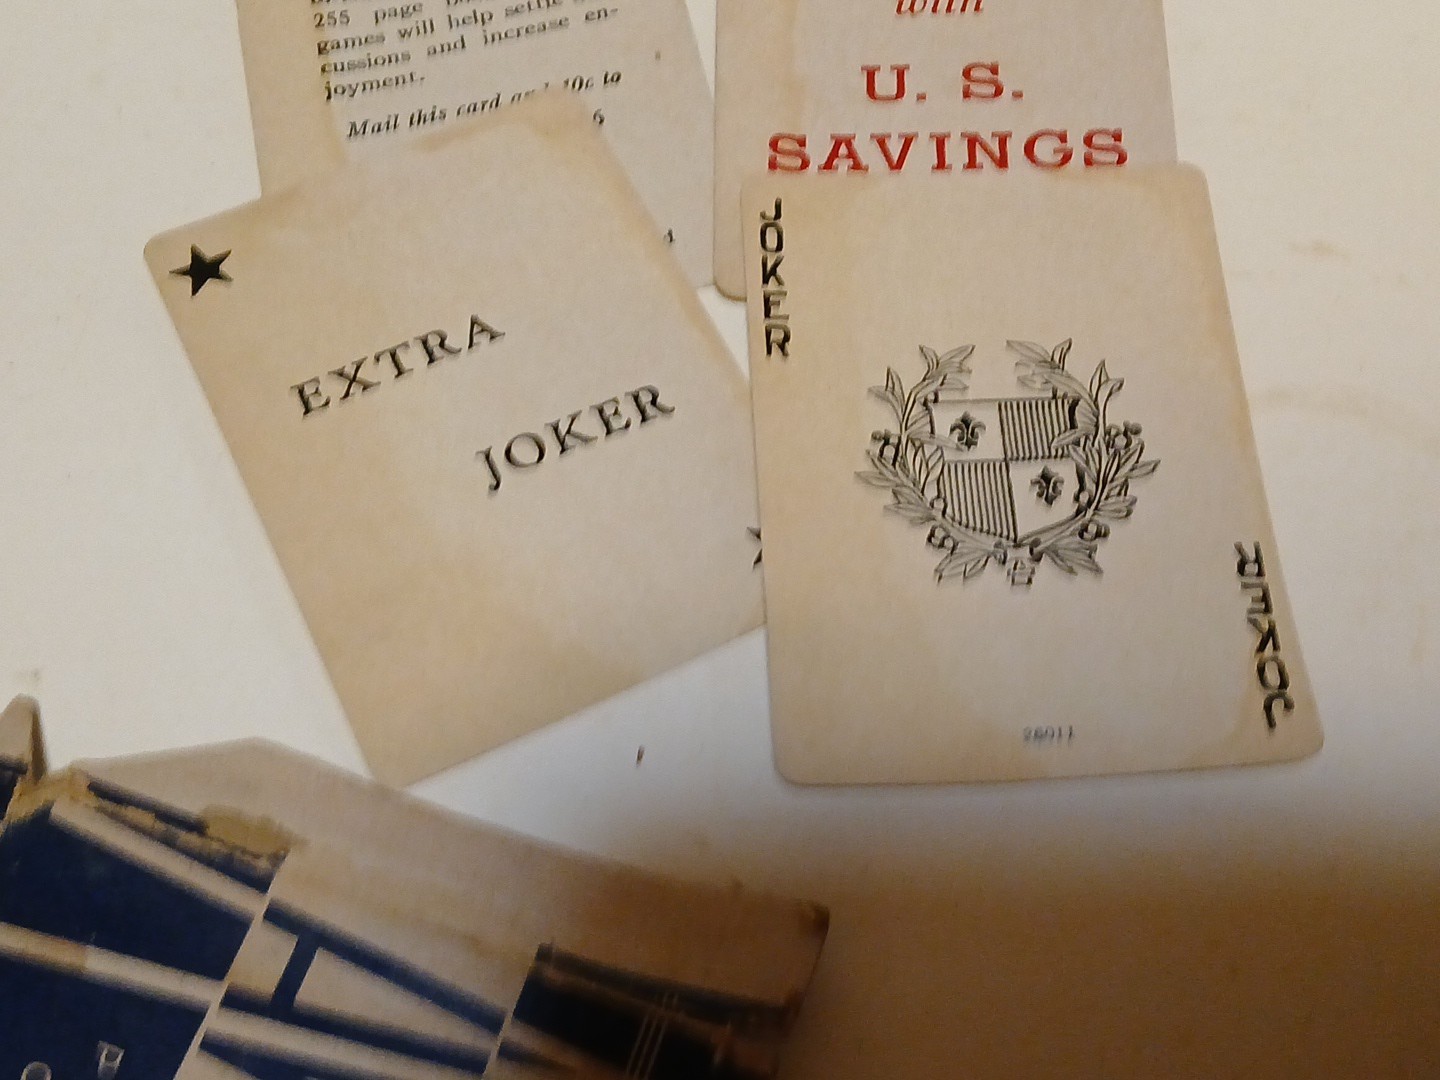 255 page
games will help settle
cussions and increase en-
joyment.
Mail this card and 10c to
with
U. S.
SAVINGS
EXTRA
JOKER
JOKER
JOKER
26011